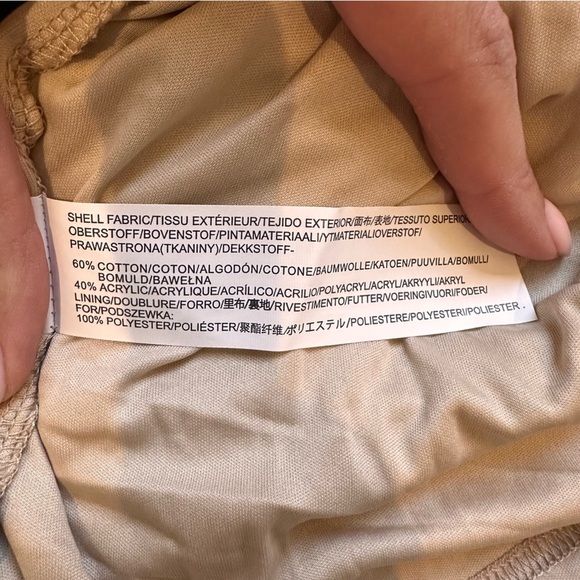 SHELL FABRIC/TISSU EXTÉRIEUR/TEJIDO EXTERIOR/面布/表地/TESSUTO SUPERIOR
OBERSTOFF/BOVENSTOF/PINTAMATERIAALI/YTMATERIALOVERSTOF/
PRAWASTRONA(TKANINY)/DEKKSTOFF-
60% COTTON/COTON/ALGODÓN/COTONE/BAUMWOLLE/KATOEN/PUUVILLA/BOMULL/
BOMULD/BAWEŁNA
40% ACRYLIC/ACRYLIQUE/ACRÍLICO/ACRILIO/POLYACRYL/ACRYL/AKRYYLI/AKRYL
LINING/DOUBLURE/FORRO/里布/裏地/RIVESTIMENTO/FUTTER/VOERING/VUORI/FODER/
FOR/PODSZEWKA:
100% POLYESTER/POLIÉSTER/聚酯纤维/ポリエステル/POLIESTERE/POLYESTERI/POLIESTER .